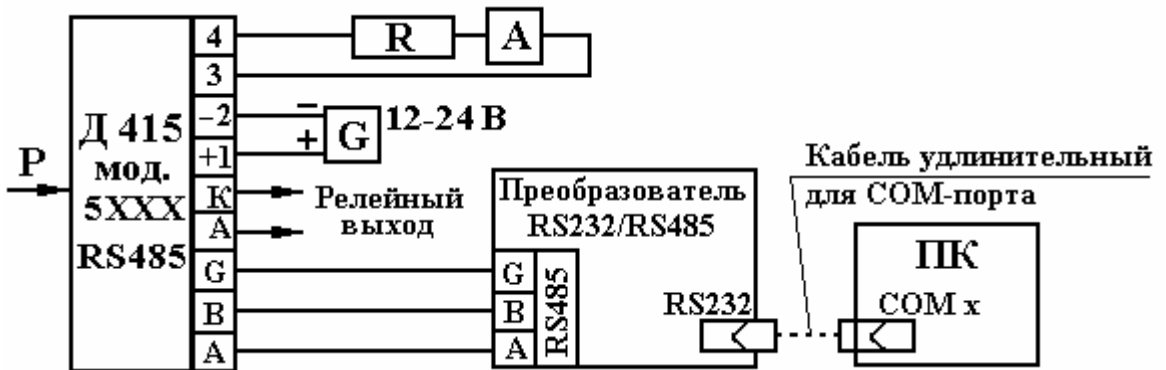 P
Д 415
мод.
5XXX
RS485
4
3
–2
+1
К
А
G
B
A
R
A
–
+
G
12-24 В
Релейный
выход
Преобразователь
RS232/RS485
G
B
A
RS485
RS232
Кабель удлинительный
для COM-порта
ПК
COM x